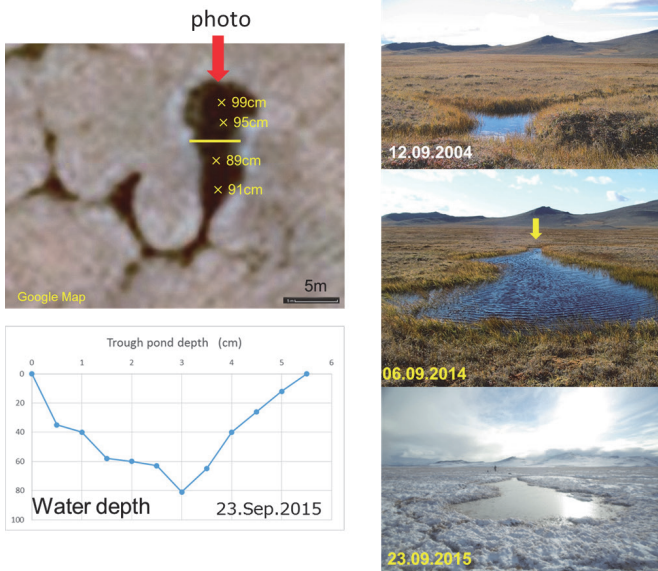 photo
× 99cm
× 95cm
× 89cm
× 91cm
Google Map
5m
Trough pond depth (cm)
0 1 2 3 4 5 6
0
20
40
60
80
100
Water depth
23.Sep.2015
12.09.2004
06.09.2014
23.09.2015